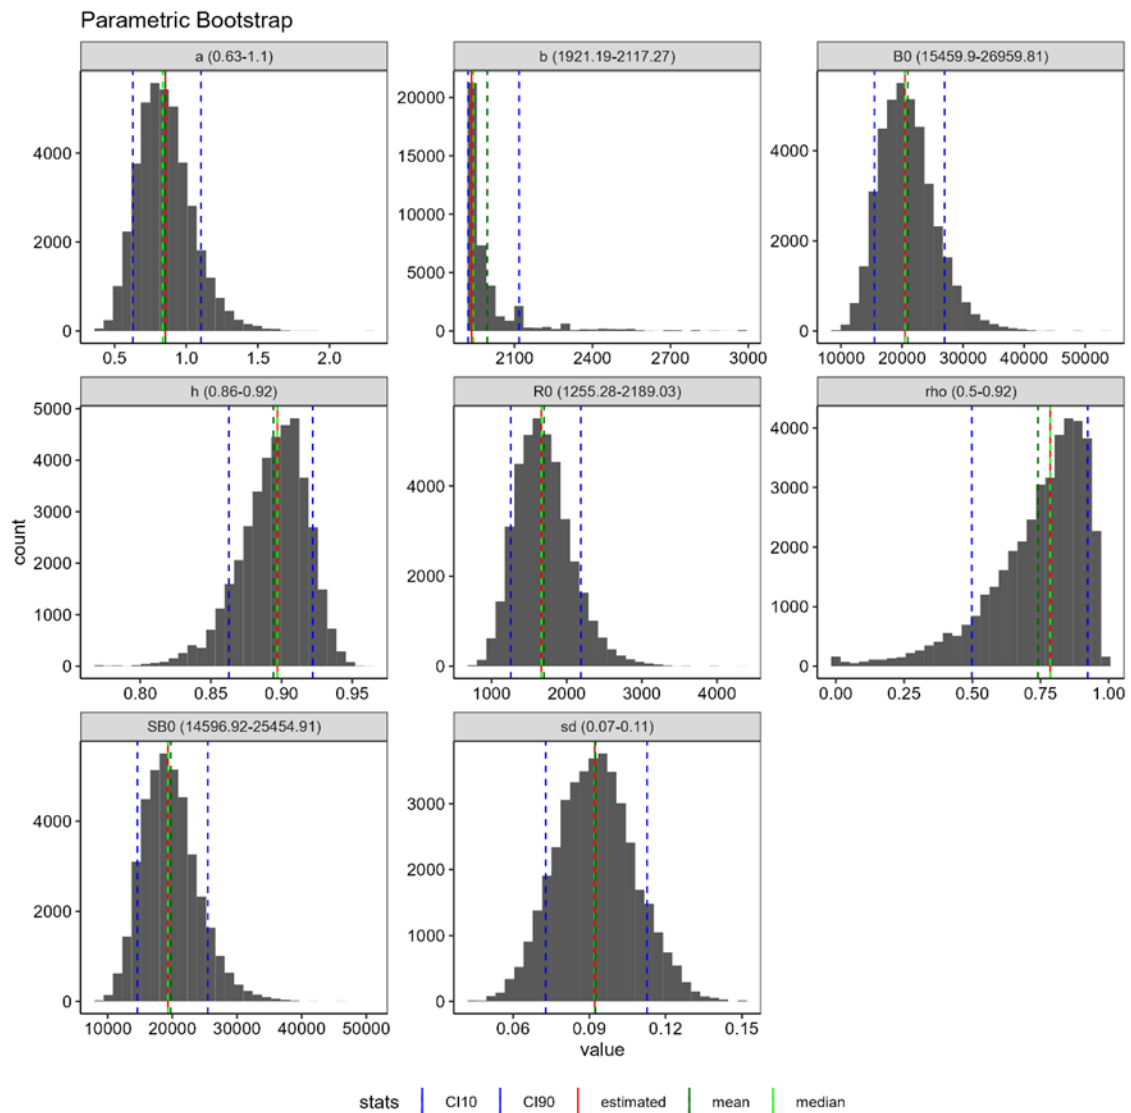 Parametric Bootstrap
a (0.63-1.1)
b (1921.19-2117.27)
B0 (15459.9-26959.81)
4000
2000
0
0.5 1.0 1.5 2.0
20000
15000
10000
5000
0
2100 2400 2700 3000
4000
2000
0
10000 20000 30000 40000 50000
h (0.86-0.92)
R0 (1255.28-2189.03)
rho (0.5-0.92)
count
5000
4000
3000
2000
1000
0
0.80 0.85 0.90 0.95
4000
2000
0
1000 2000 3000 4000
4000
3000
2000
1000
0
0.00 0.25 0.50 0.75 1.00
SB0 (14596.92-25454.91)
sd (0.07-0.11)
4000
2000
0
10000 20000 30000 40000 50000
3000
2000
1000
0
0.06 0.09 0.12 0.15
value
stats CI10 CI90 estimated mean median